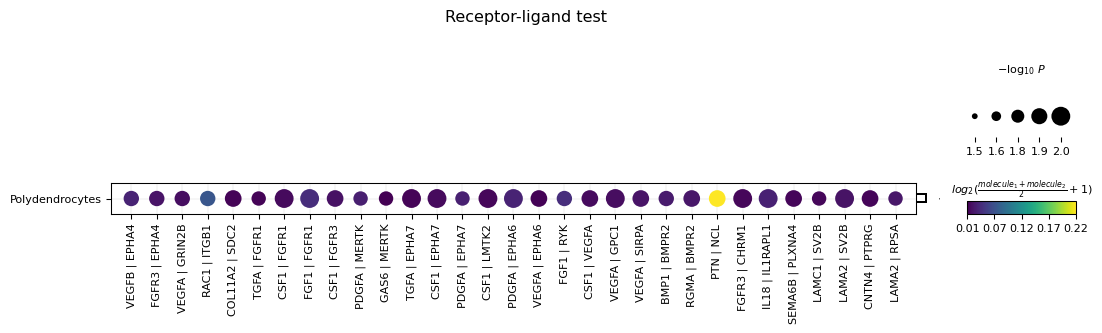 Receptor-ligand test
−log₁₀ P
1.5 1.6 1.8 1.9 2.0
Polydendrocytes
log₂(molecule₁+molecule₂/2 + 1)
0.01 0.07 0.12 0.17 0.22
VEGFB | EPHA4
FGFR3 | EPHA4
VEGFA | GRIN2B
RAC1 | ITGB1
COL11A2 | SDC2
TGFA | FGFR1
CSF1 | FGFR1
FGF1 | FGFR1
CSF1 | FGFR3
PDGFA | MERTK
GAS6 | MERTK
TGFA | EPHA7
CSF1 | EPHA7
PDGFA | EPHA7
CSF1 | LMTK2
PDGFA | EPHA6
VEGFA | EPHA6
FGF1 | RYK
CSF1 | VEGFA
VEGFA | GPC1
VEGFA | SIRPA
BMP1 | BMPR2
RGMA | BMPR2
PTN | NCL
FGFR3 | CHRM1
IL18 | IL1RAPL1
SEMA6B | PLXNA4
LAMC1 | SV2B
LAMA2 | SV2B
CNTN4 | PTPRG
LAMA2 | RPSA